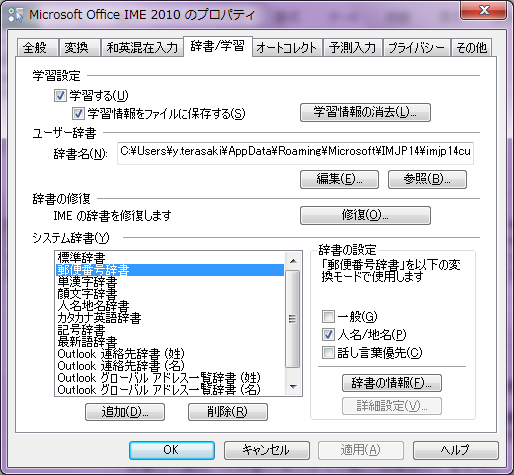 Microsoft Office IME 2010 のプロパティ
全般 変換 和英混在入力 辞書/学習 オートコレクト 予測入力 プライバシー その他
学習設定
学習する(U)
学習情報をファイルに保存する(S)
学習情報の消去(L)...
ユーザー辞書
辞書名(N):
C:¥Users¥y.terasaki¥AppData¥Roaming¥Microsoft¥IMJP14¥imjp14cu
編集(E)...
参照(B)...
辞書の修復
IME の辞書を修復します
修復(O)...
システム辞書(Y)
標準辞書
郵便番号辞書
単漢字辞書
顔文字辞書
人名地名辞書
カタカナ英語辞書
記号辞書
最新語辞書
Outlook 連絡先辞書 (姓)
Outlook 連絡先辞書 (名)
Outlook グローバル アドレス一覧辞書 (姓)
Outlook グローバル アドレス一覧辞書 (名)
追加(D)...
削除(R)
辞書の設定
「郵便番号辞書」を以下の変
換モードで使用します
一般(G)
人名/地名(P)
話し言葉優先(C)
辞書の情報(F)...
詳細設定(V)...
OK
キャンセル
適用(A)
ヘルプ